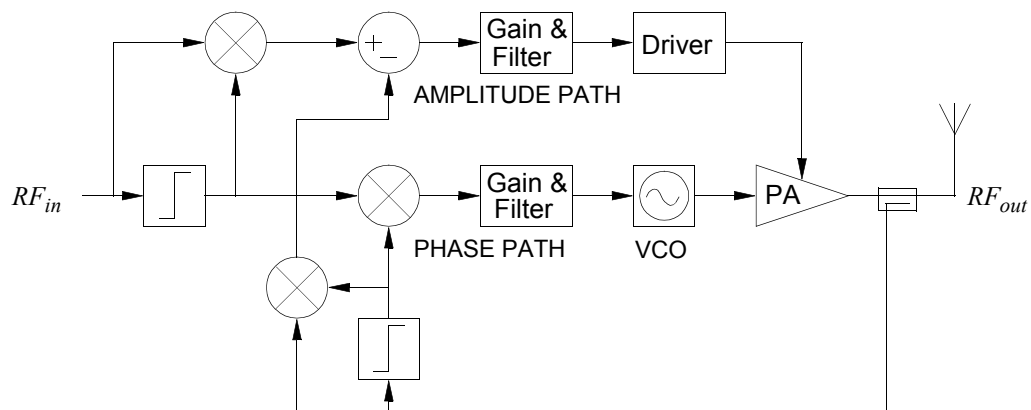 Gain &
Filter
Driver
+
−
AMPLITUDE PATH
RF_in
Gain &
Filter
PA
RF_out
PHASE PATH
VCO